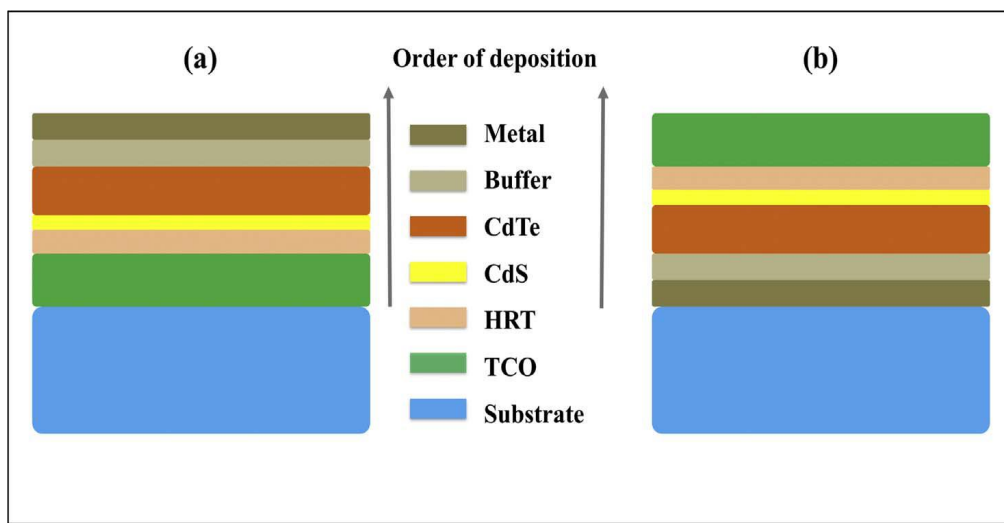 (a)
Order of deposition
(b)
Metal
Buffer
CdTe
CdS
HRT
TCO
Substrate